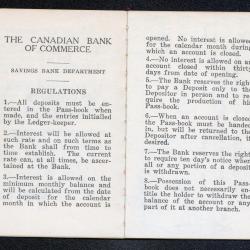 THE CANADIAN BANK
OF COMMERCE
SAVINGS BANK DEPARTMENT
REGULATIONS
1.—All deposits must be en-
tered in the Pass-book when
made, and the entries initialled
by the Ledger-keeper.
2.—Interest will be allowed at
such rate and on such terms as
the Bank shall from time to
time establish. The current
rate can, at all times, be ascer-
tained at the Bank.
3.—Interest is allowed on the
minimum monthly balance and
will be calculated from the date
of deposit for the calendar
month in which the account is
opened. No interest is allowed
for the calendar month during
which an account is closed.
4.—No interest is allowed on an
account closed within thirty
days from date of opening.
5.—The Bank reserves the right
to pay a Deposit only to the
Depositor in person and to re-
quire the production of his
Pass-book.
6.—When an account is closed
the Pass-book must be handed
in, but will be returned to the
Depositor after cancellation, if
desired.
7.—The Bank reserves the right
to require ten day's notice when
all or any portion of a deposit
is withdrawn.
8.—Possession of this Pass-
book does not necessarily en-
title the holder to withdraw the
balance of the account or any
part of it at another branch.